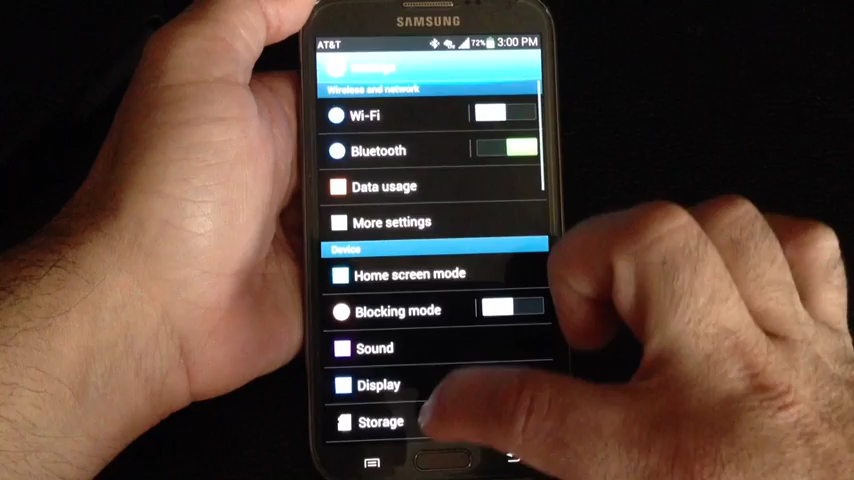 SAMSUNG
AT&T 72% 3:00 PM
Settings
Wireless and network
Wi-Fi
Bluetooth
Data usage
More settings
Device
Home screen mode
Blocking mode
Sound
Display
Storage